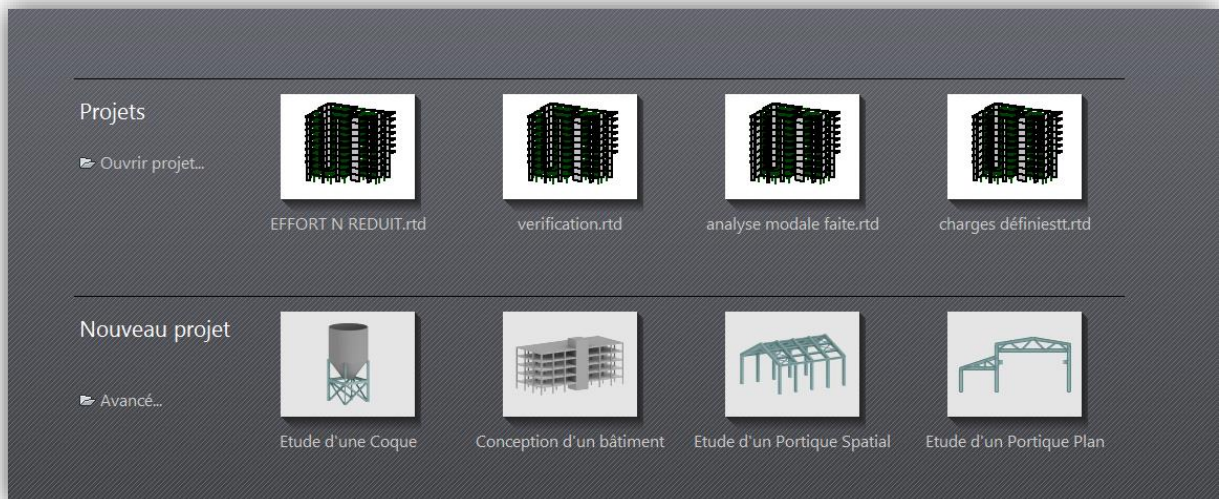 Projets
Ouvrir projet...
EFFORT N REDUIT.rtd
verification.rtd
analyse modale faite.rtd
charges définiestt.rtd
Nouveau projet
Avancé...
Etude d'une Coque
Conception d'un bâtiment
Etude d'un Portique Spatial
Etude d'un Portique Plan